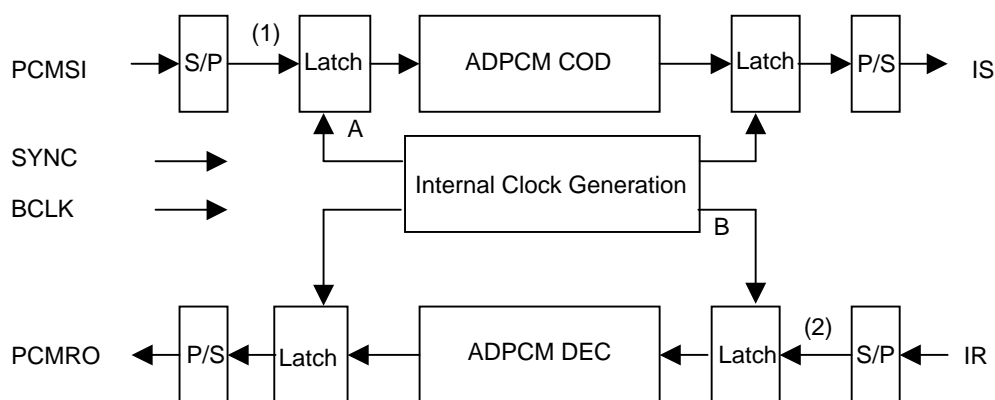 (1)
PCMSI
S/P
Latch
ADPCM COD
Latch
P/S
IS
A
SYNC
Internal Clock Generation
BCLK
B
(2)
PCMRO
P/S
Latch
ADPCM DEC
Latch
S/P
IR